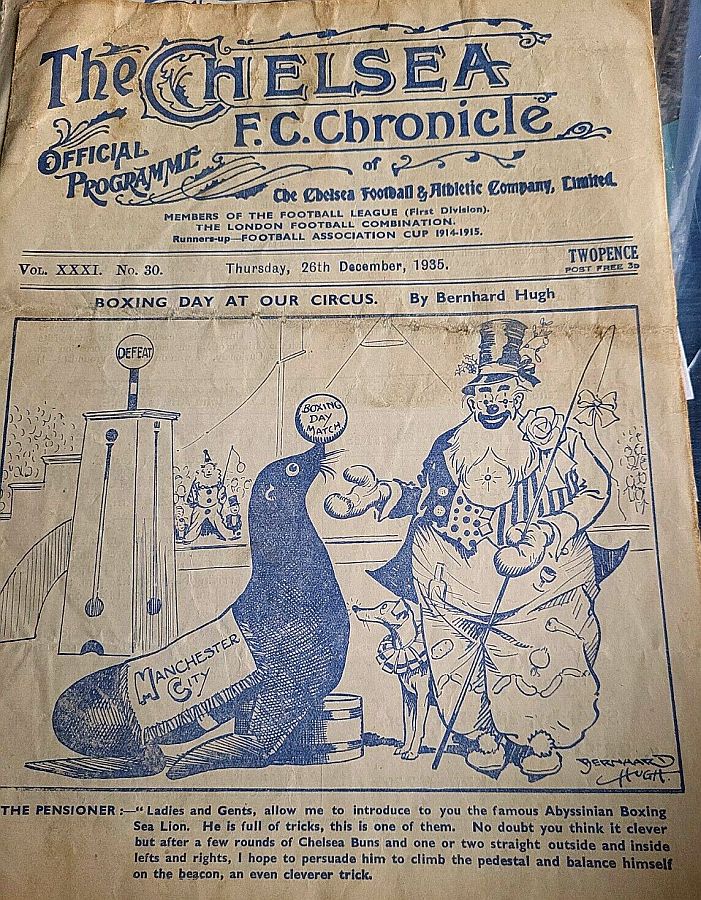 The CHELSEA
F.C. Chronicle
OFFICIAL
PROGRAMME
of
The Chelsea Football & Athletic Company, Limited.
MEMBERS OF THE FOOTBALL LEAGUE (First Division).
THE LONDON FOOTBALL COMBINATION.
Runners-up—FOOTBALL ASSOCIATION CUP 1914-1915.
VOL. XXXI. No. 30. Thursday, 26th December, 1935. TWOPENCE
POST FREE 3D
BOXING DAY AT OUR CIRCUS. By Bernhard Hugh
DEFEAT
BOXING
DAY
MATCH
MANCHESTER
CITY
BERNHARD
HUGH.
THE PENSIONER:—"Ladies and Gents, allow me to introduce to you the famous Abyssinian Boxing
Sea Lion. He is full of tricks, this is one of them. No doubt you think it clever
but after a few rounds of Chelsea Buns and one or two straight outside and inside
lefts and rights, I hope to persuade him to climb the pedestal and balance himself
on the beacon, an even cleverer trick.